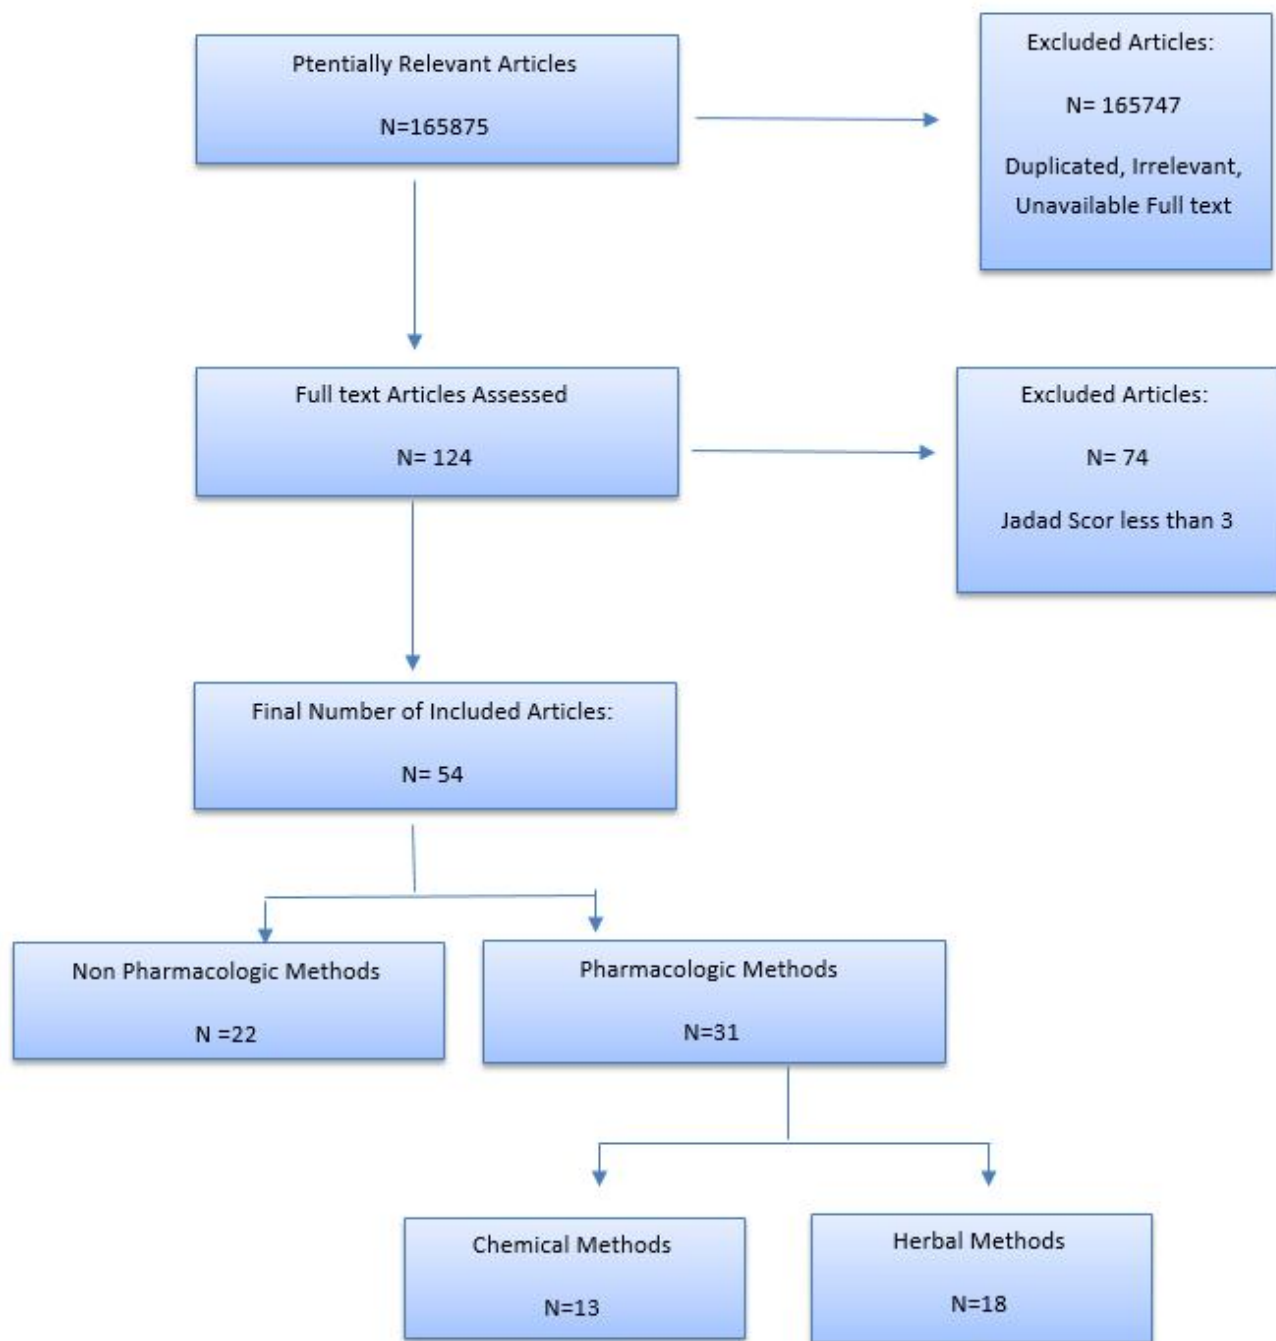 Ptentially Relevant Articles
N=165875
Excluded Articles:
N= 165747
Duplicated, Irrelevant,
Unavailable Full text
Full text Articles Assessed
N= 124
Excluded Articles:
N= 74
Jadad Scor less than 3
Final Number of Included Articles:
N= 54
Non Pharmacologic Methods
N =22
Pharmacologic Methods
N=31
Chemical Methods
N=13
Herbal Methods
N=18